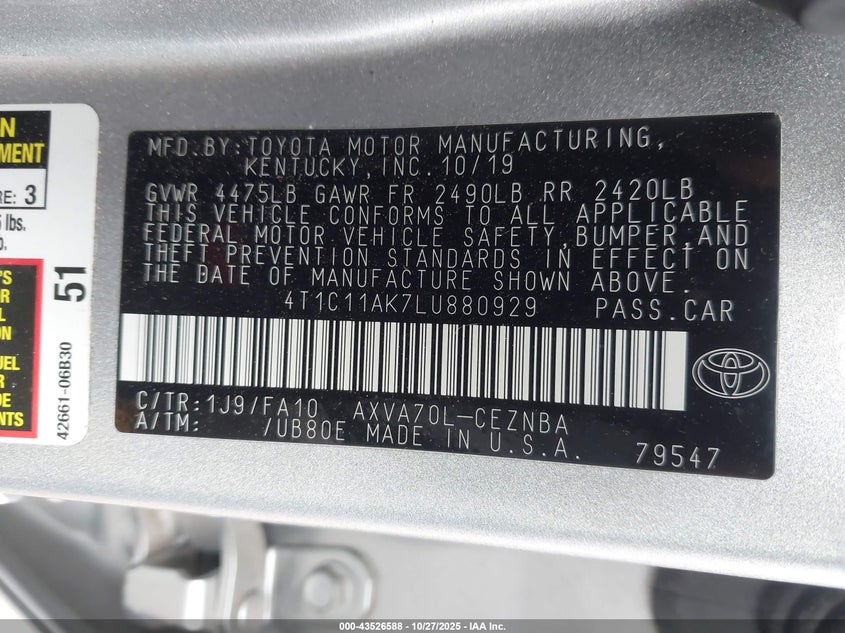 N
EMENT
RE: 3
lbs.
51
42661-06B30
MFD.BY:TOYOTA MOTOR MANUFACTURING,
KENTUCKY,INC.10/19
GVWR 4475LB GAWR FR 2490LB RR 2420LB
THIS VEHICLE CONFORMS TO ALL APPLICABLE
FEDERAL MOTOR VEHICLE SAFETY,BUMPER,AND
THEFT PREVENTION STANDARDS IN EFFECT ON
THE DATE OF MANUFACTURE SHOWN ABOVE.
4T1C11AK7LU880929 PASS.CAR
C/TR:1J9/FA10 AXVA70L-CEZNBA
A/TM: /UB80E MADE IN U.S.A.
79547
000-43526588 | 10/27/2025 – IAA Inc.